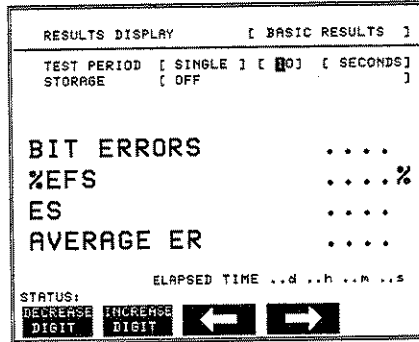 RESULTS DISPLAY [ BASIC RESULTS ]
TEST PERIOD [ SINGLE ] [ 10] [ SECONDS]
STORAGE [ OFF ]
BIT ERRORS ....
%EFS ....%
ES ....
AVERAGE ER ....
ELAPSED TIME ..d ..h ..m ..s
STATUS:
DECREASE DIGIT INCREASE DIGIT